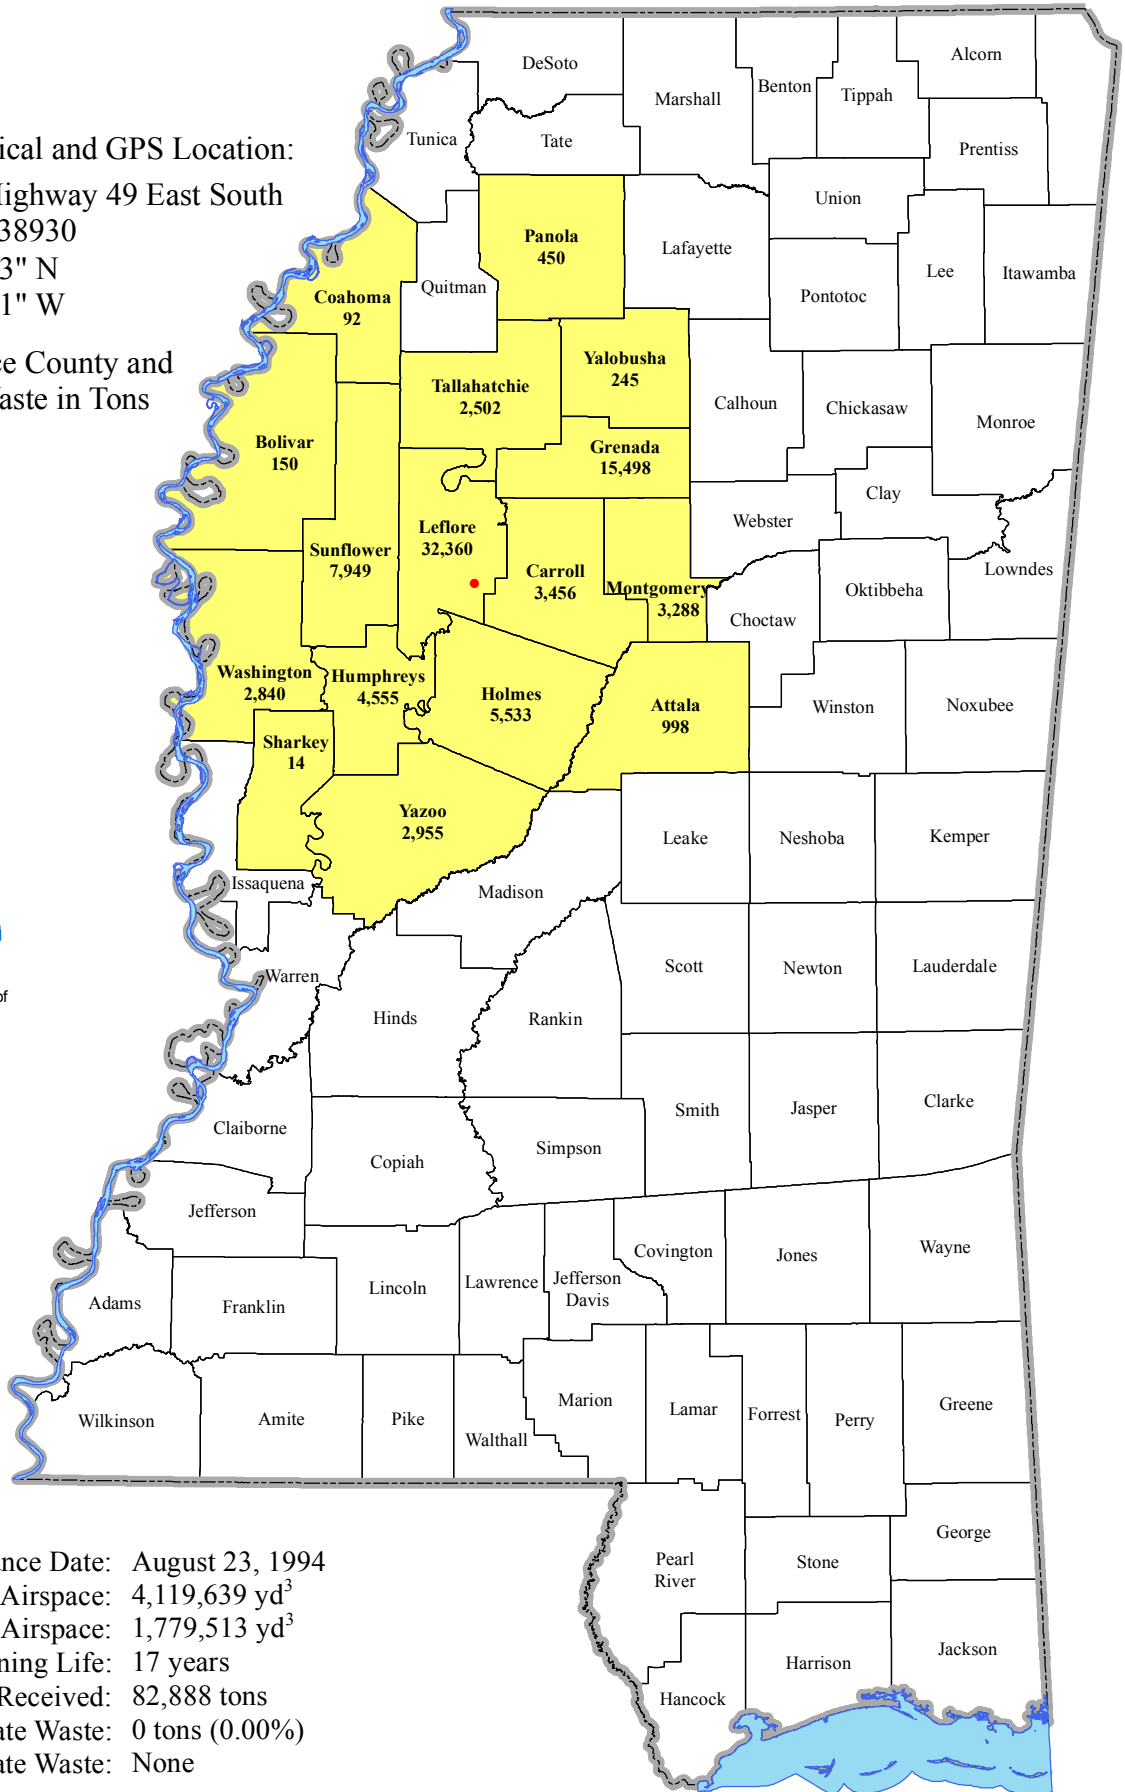 DeSoto
Alcorn
Benton
Tippah
Marshall
Tunica
Tate
Prentiss
ical and GPS Location:
Highway 49 East South
38930
3" N
1" W
Union
Panola
450
Lafayette
Lee
Itawamba
Quitman
Pontotoc
Coahoma
92
ce County and
Waste in Tons
Yalobusha
245
Tallahatchie
2,502
Calhoun
Chickasaw
Monroe
Bolivar
150
Grenada
15,498
Clay
Webster
Leflore
32,360
Sunflower
7,949
Carroll
3,456
Montgomery
3,288
Lowndes
Oktibbeha
Choctaw
Washington
2,840
Humphreys
4,555
Holmes
5,533
Attala
998
Winston
Noxubee
Sharkey
14
Yazoo
2,955
Leake
Neshoba
Kemper
Issaquena
Madison
Scott
Newton
Lauderdale
Warren
of
Hinds
Rankin
Smith
Jasper
Clarke
Claiborne
Copiah
Simpson
Jefferson
Covington
Jones
Wayne
Lincoln
Lawrence
Jefferson
Davis
Adams
Franklin
Wilkinson
Amite
Pike
Walthall
Marion
Lamar
Forrest
Perry
Greene
George
Pearl
River
Stone
Harrison
Jackson
Hancock
nce Date: August 23, 1994
Airspace: 4,119,639 yd³
Airspace: 1,779,513 yd³
ning Life: 17 years
Received: 82,888 tons
ate Waste: 0 tons (0.00%)
ate Waste: None